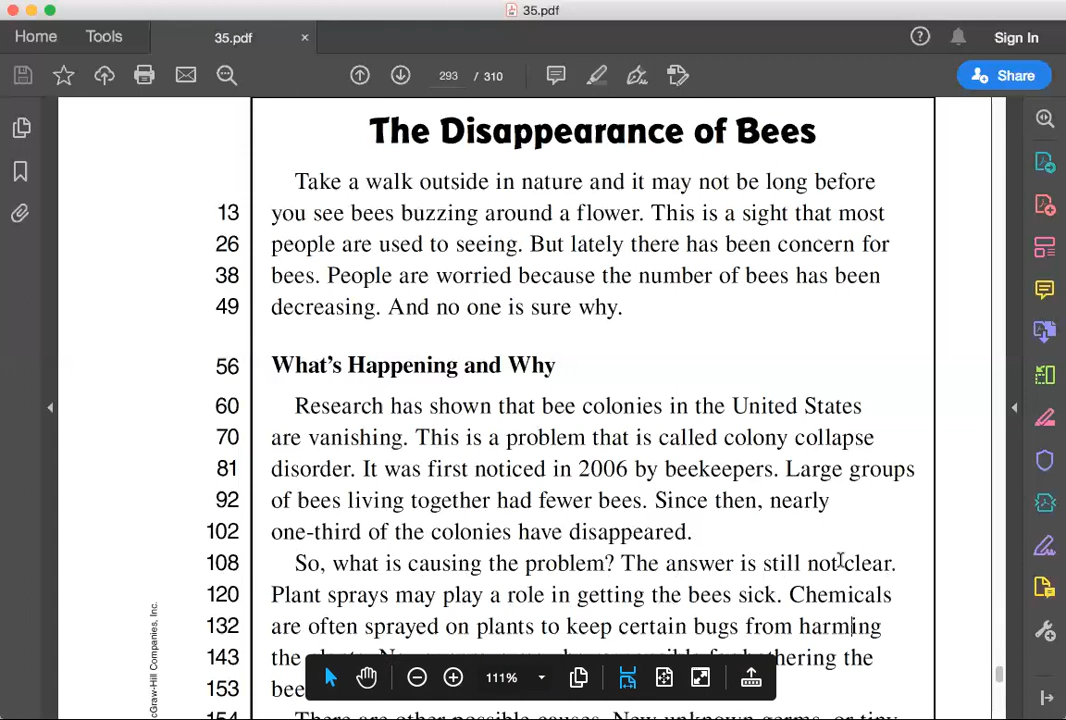 35.pdf
Home Tools 35.pdf × Sign In
293 / 310 Share
The Disappearance of Bees
Take a walk outside in nature and it may not be long before
13 you see bees buzzing around a flower. This is a sight that most
26 people are used to seeing. But lately there has been concern for
38 bees. People are worried because the number of bees has been
49 decreasing. And no one is sure why.
56 What's Happening and Why
60 Research has shown that bee colonies in the United States
70 are vanishing. This is a problem that is called colony collapse
81 disorder. It was first noticed in 2006 by beekeepers. Large groups
92 of bees living together had fewer bees. Since then, nearly
102 one-third of the colonies have disappeared.
108 So, what is causing the problem? The answer is still not clear.
120 Plant sprays may play a role in getting the bees sick. Chemicals
132 are often sprayed on plants to keep certain bugs from harming
143 the
the
153 bee
111%
154
McGraw-Hill Companies, Inc.